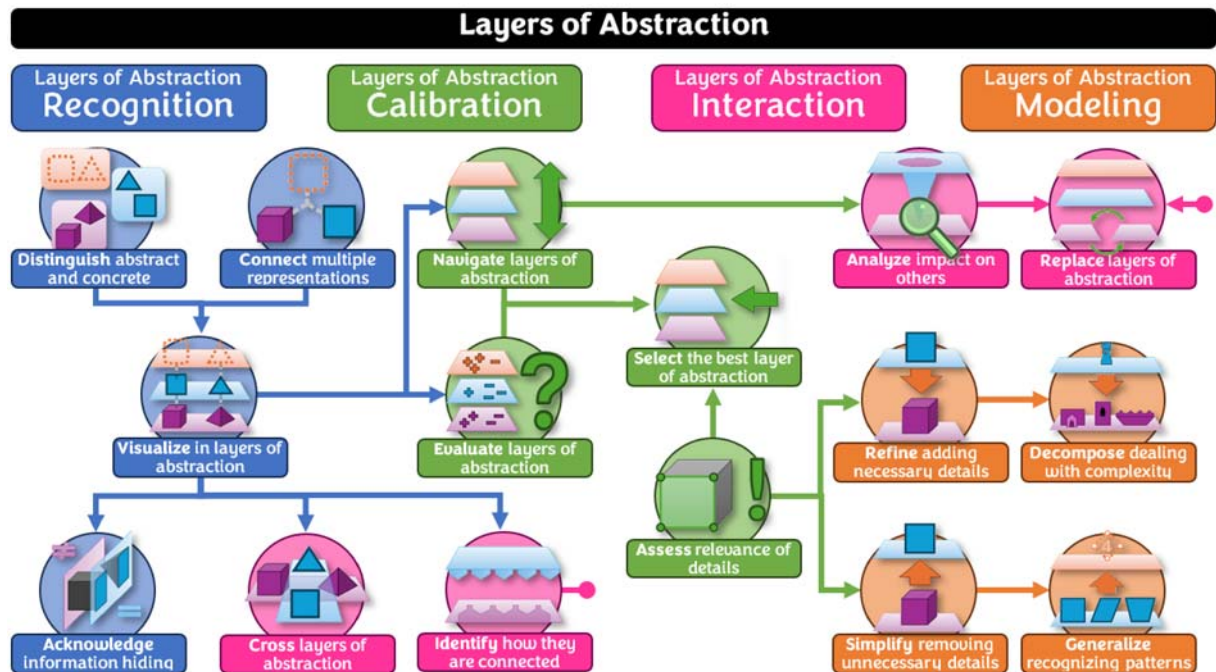 Layers of Abstraction
Layers of Abstraction
Recognition
Layers of Abstraction
Calibration
Layers of Abstraction
Interaction
Layers of Abstraction
Modeling
Distinguish abstract
and concrete
Connect multiple
representations
Navigate layers of
abstraction
Analyze impact on
others
Replace layers of
abstraction
Select the best layer
of abstraction
Visualize in layers of
abstraction
Evaluate layers of
abstraction
Refine adding
necessary details
Decompose dealing
with complexity
Assess relevance of
details
Acknowledge
information hiding
Cross layers of
abstraction
Identify how they
are connected
Simplify removing
unnecessary details
4
Generalize
recognizing patterns